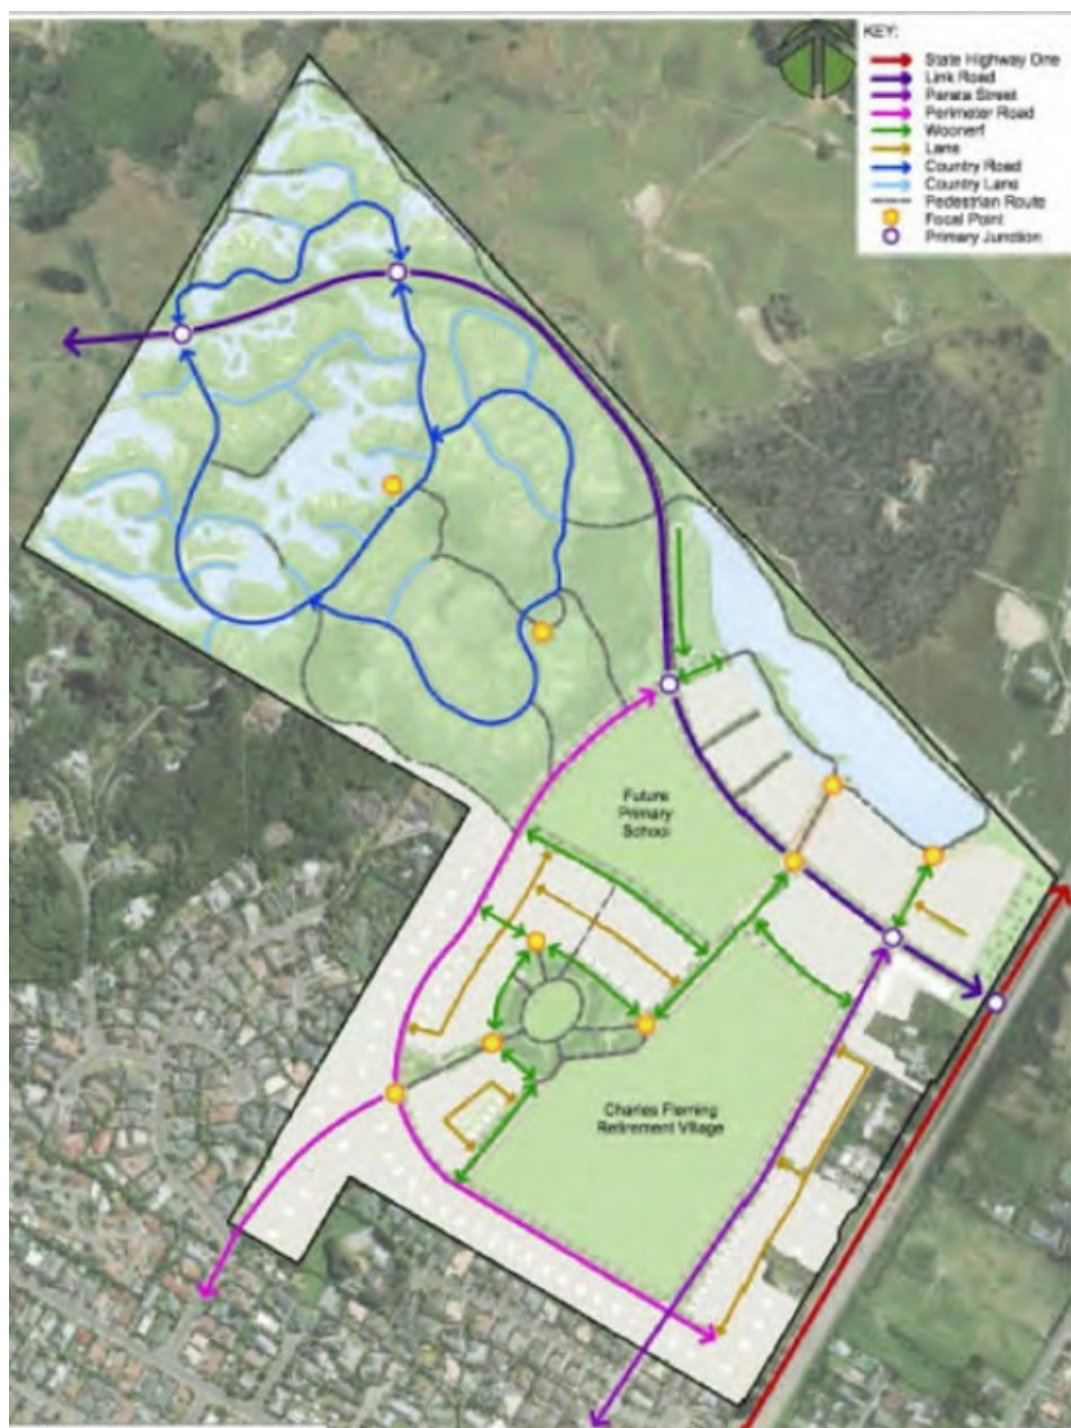 KEY:
State Highway One
Link Road
Parata Street
Perimeter Road
Woonerf
Lane
Country Road
Country Lane
Pedestrian Route
Focal Point
Primary Junction
Future
Primary
School
Charles Fleming
Retirement Village